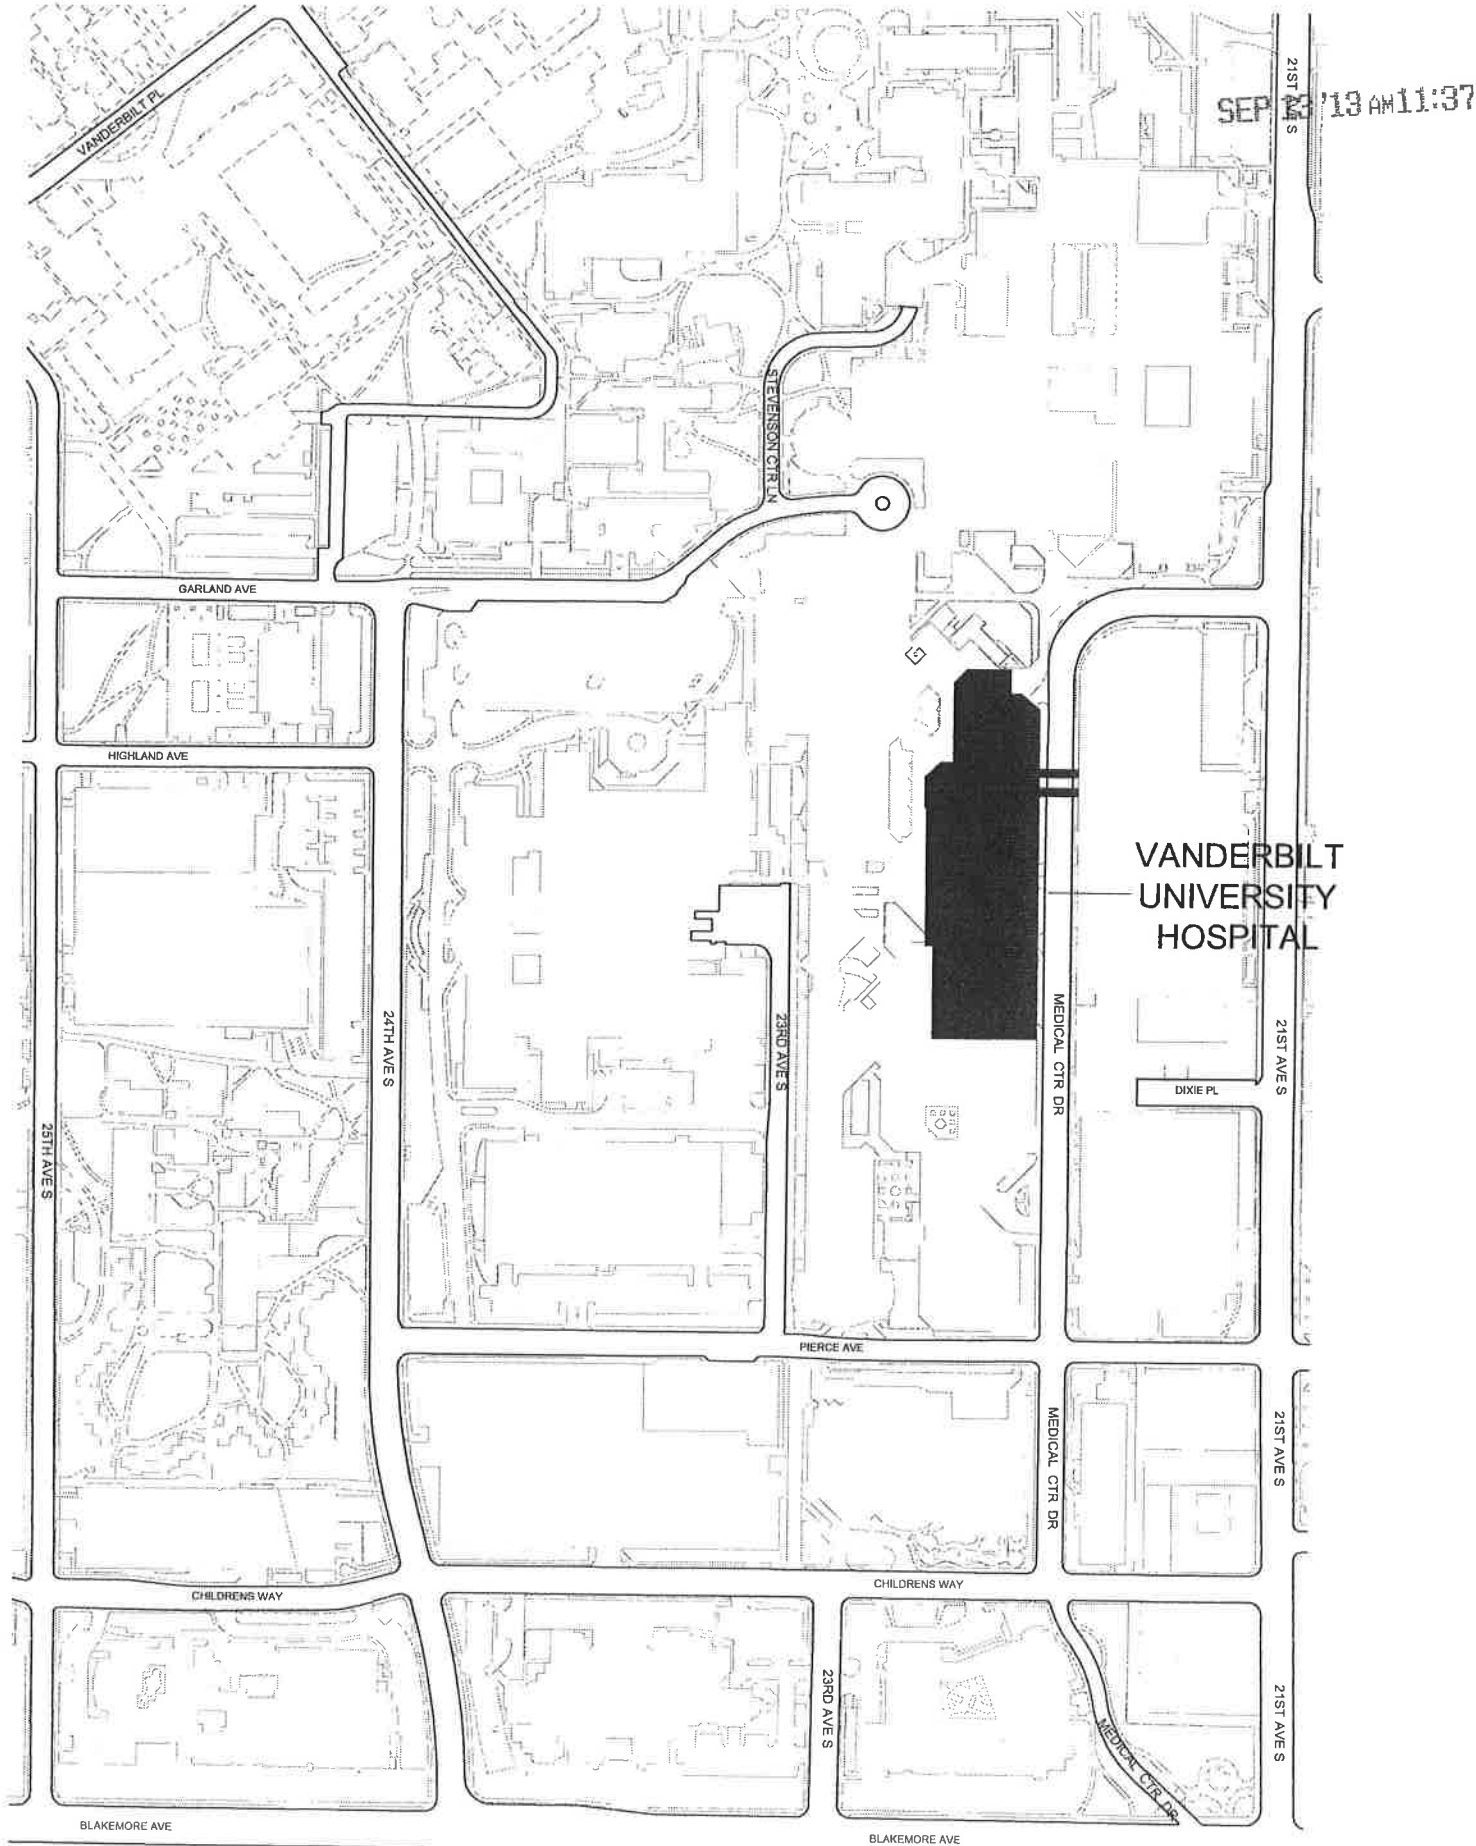 21ST AVE S
SEP 13 '13 AM 11:37
VANDERBILT PL
STEVENSON CTR LN
GARLAND AVE
HIGHLAND AVE
VANDERBILT
UNIVERSITY
HOSPITAL
24TH AVE S
23RD AVE S
MEDICAL CTR DR
21ST AVE S
DIXIE PL
25TH AVE S
PIERCE AVE
MEDICAL CTR DR
21ST AVE S
CHILDRENS WAY
CHILDRENS WAY
23RD AVE S
21ST AVE S
MEDICAL CTR DR
BLAKEMORE AVE
BLAKEMORE AVE